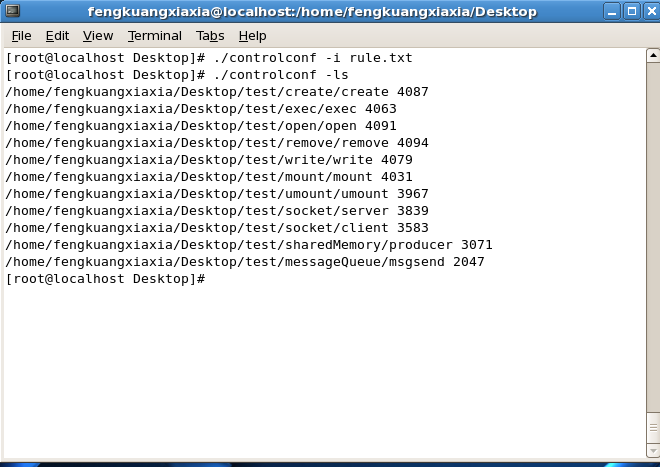 fengkuangxiaxia@localhost:/home/fengkuangxiaxia/Desktop
File Edit View Terminal Tabs Help
[root@localhost Desktop]# ./controlconf -i rule.txt
[root@localhost Desktop]# ./controlconf -ls
/home/fengkuangxiaxia/Desktop/test/create/create 4087
/home/fengkuangxiaxia/Desktop/test/exec/exec 4063
/home/fengkuangxiaxia/Desktop/test/open/open 4091
/home/fengkuangxiaxia/Desktop/test/remove/remove 4094
/home/fengkuangxiaxia/Desktop/test/write/write 4079
/home/fengkuangxiaxia/Desktop/test/mount/mount 4031
/home/fengkuangxiaxia/Desktop/test/umount/umount 3967
/home/fengkuangxiaxia/Desktop/test/socket/server 3839
/home/fengkuangxiaxia/Desktop/test/socket/client 3583
/home/fengkuangxiaxia/Desktop/test/sharedMemory/producer 3071
/home/fengkuangxiaxia/Desktop/test/messageQueue/msgsend 2047
[root@localhost Desktop]#